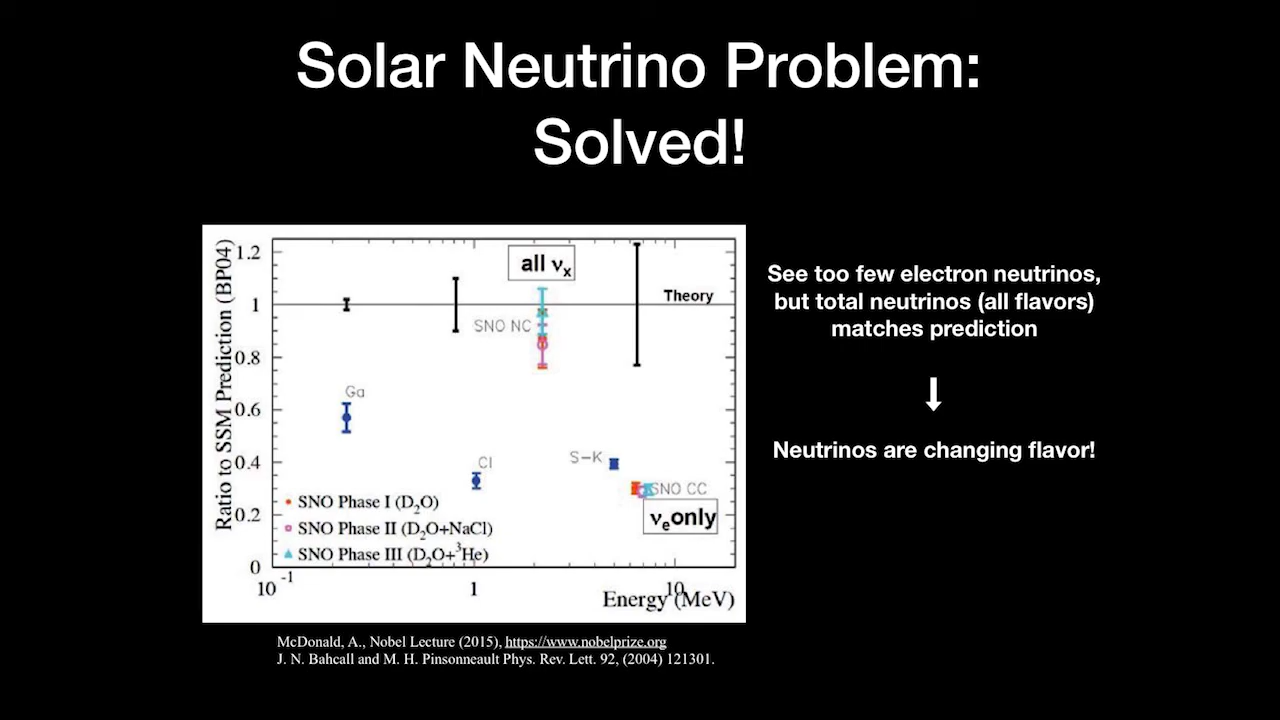 Solar Neutrino Problem:
Solved!
Ratio to SSM Prediction (BP04)
1.2
1
0.8
0.6
0.4
0.2
0
10⁻¹
1
10
Energy (MeV)
all νₓ
Theory
SNO NC
Ga
Cl
S-K
SNO CC
νₑonly
SNO Phase I (D₂O)
SNO Phase II (D₂O+NaCl)
SNO Phase III (D₂O+³He)
See too few electron neutrinos,
but total neutrinos (all flavors)
matches prediction
Neutrinos are changing flavor!
McDonald, A., Nobel Lecture (2015), https://www.nobelprize.org
J. N. Bahcall and M. H. Pinsonneault Phys. Rev. Lett. 92, (2004) 121301.